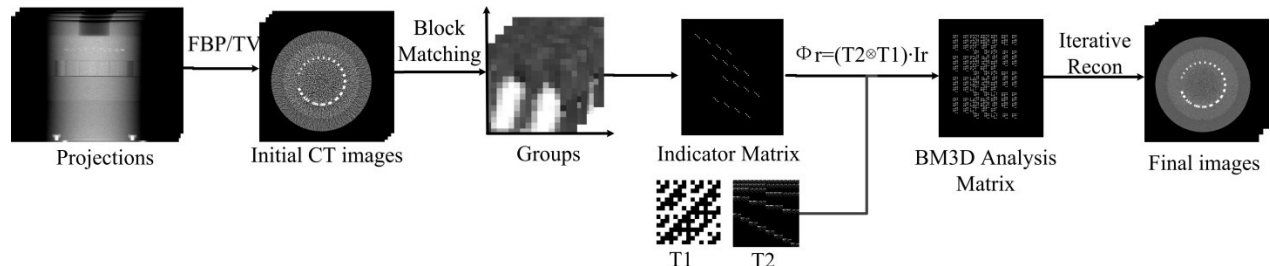 FBP/TV
Block
Matching
Φr=(T2⊗T1)·Ir
Iterative
Recon
Projections
Initial CT images
Groups
Indicator Matrix
BM3D Analysis
Matrix
Final images
T1
T2